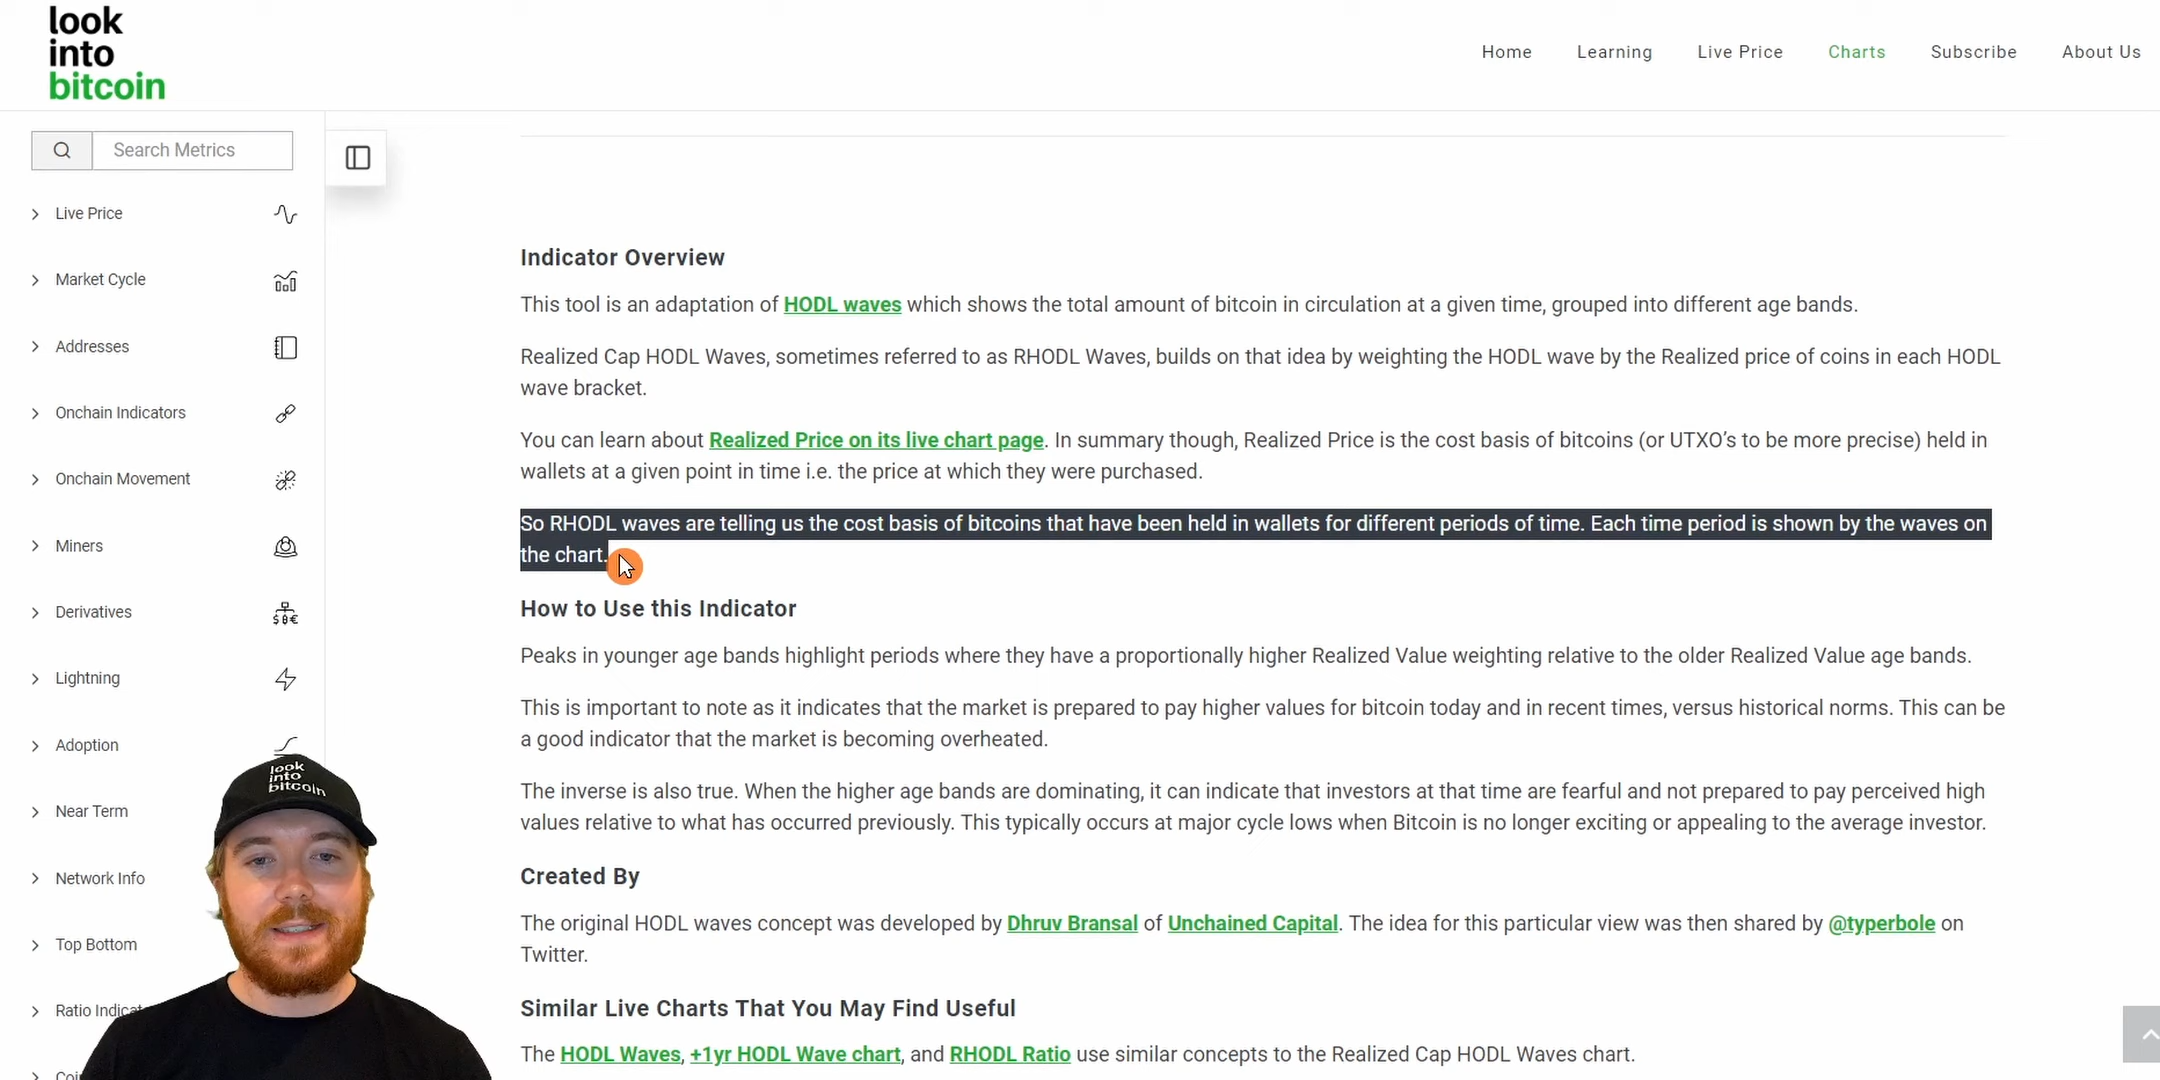 look
into
bitcoin
Home Learning Live Price Charts Subscribe About Us
Search Metrics
Live Price
Market Cycle
Addresses
Onchain Indicators
Onchain Movement
Miners
Derivatives
Lightning
Adoption
Near Term
Network Info
Top Bottom
Indicator Overview
This tool is an adaptation of HODL waves which shows the total amount of bitcoin in circulation at a given time, grouped into different age bands.
Realized Cap HODL Waves, sometimes referred to as RHODL Waves, builds on that idea by weighting the HODL wave by the Realized price of coins in each HODL
wave bracket.
You can learn about Realized Price on its live chart page. In summary though, Realized Price is the cost basis of bitcoins (or UTXO’s to be more precise) held in
wallets at a given point in time i.e. the price at which they were purchased.
So RHODL waves are telling us the cost basis of bitcoins that have been held in wallets for different periods of time. Each time period is shown by the waves on
the chart.
How to Use this Indicator
Peaks in younger age bands highlight periods where they have a proportionally higher Realized Value weighting relative to the older Realized Value age bands.
This is important to note as it indicates that the market is prepared to pay higher values for bitcoin today and in recent times, versus historical norms. This can be
a good indicator that the market is becoming overheated.
The inverse is also true. When the higher age bands are dominating, it can indicate that investors at that time are fearful and not prepared to pay perceived high
values relative to what has occurred previously. This typically occurs at major cycle lows when Bitcoin is no longer exciting or appealing to the average investor.
Created By
The original HODL waves concept was developed by Dhruv Bransal of Unchained Capital. The idea for this particular view was then shared by @typerbole on
Twitter.
Similar Live Charts That You May Find Useful
The HODL Waves, +1yr HODL Wave chart, and RHODL Ratio use similar concepts to the Realized Cap HODL Waves chart.
look
into
bitcoin
Ratio